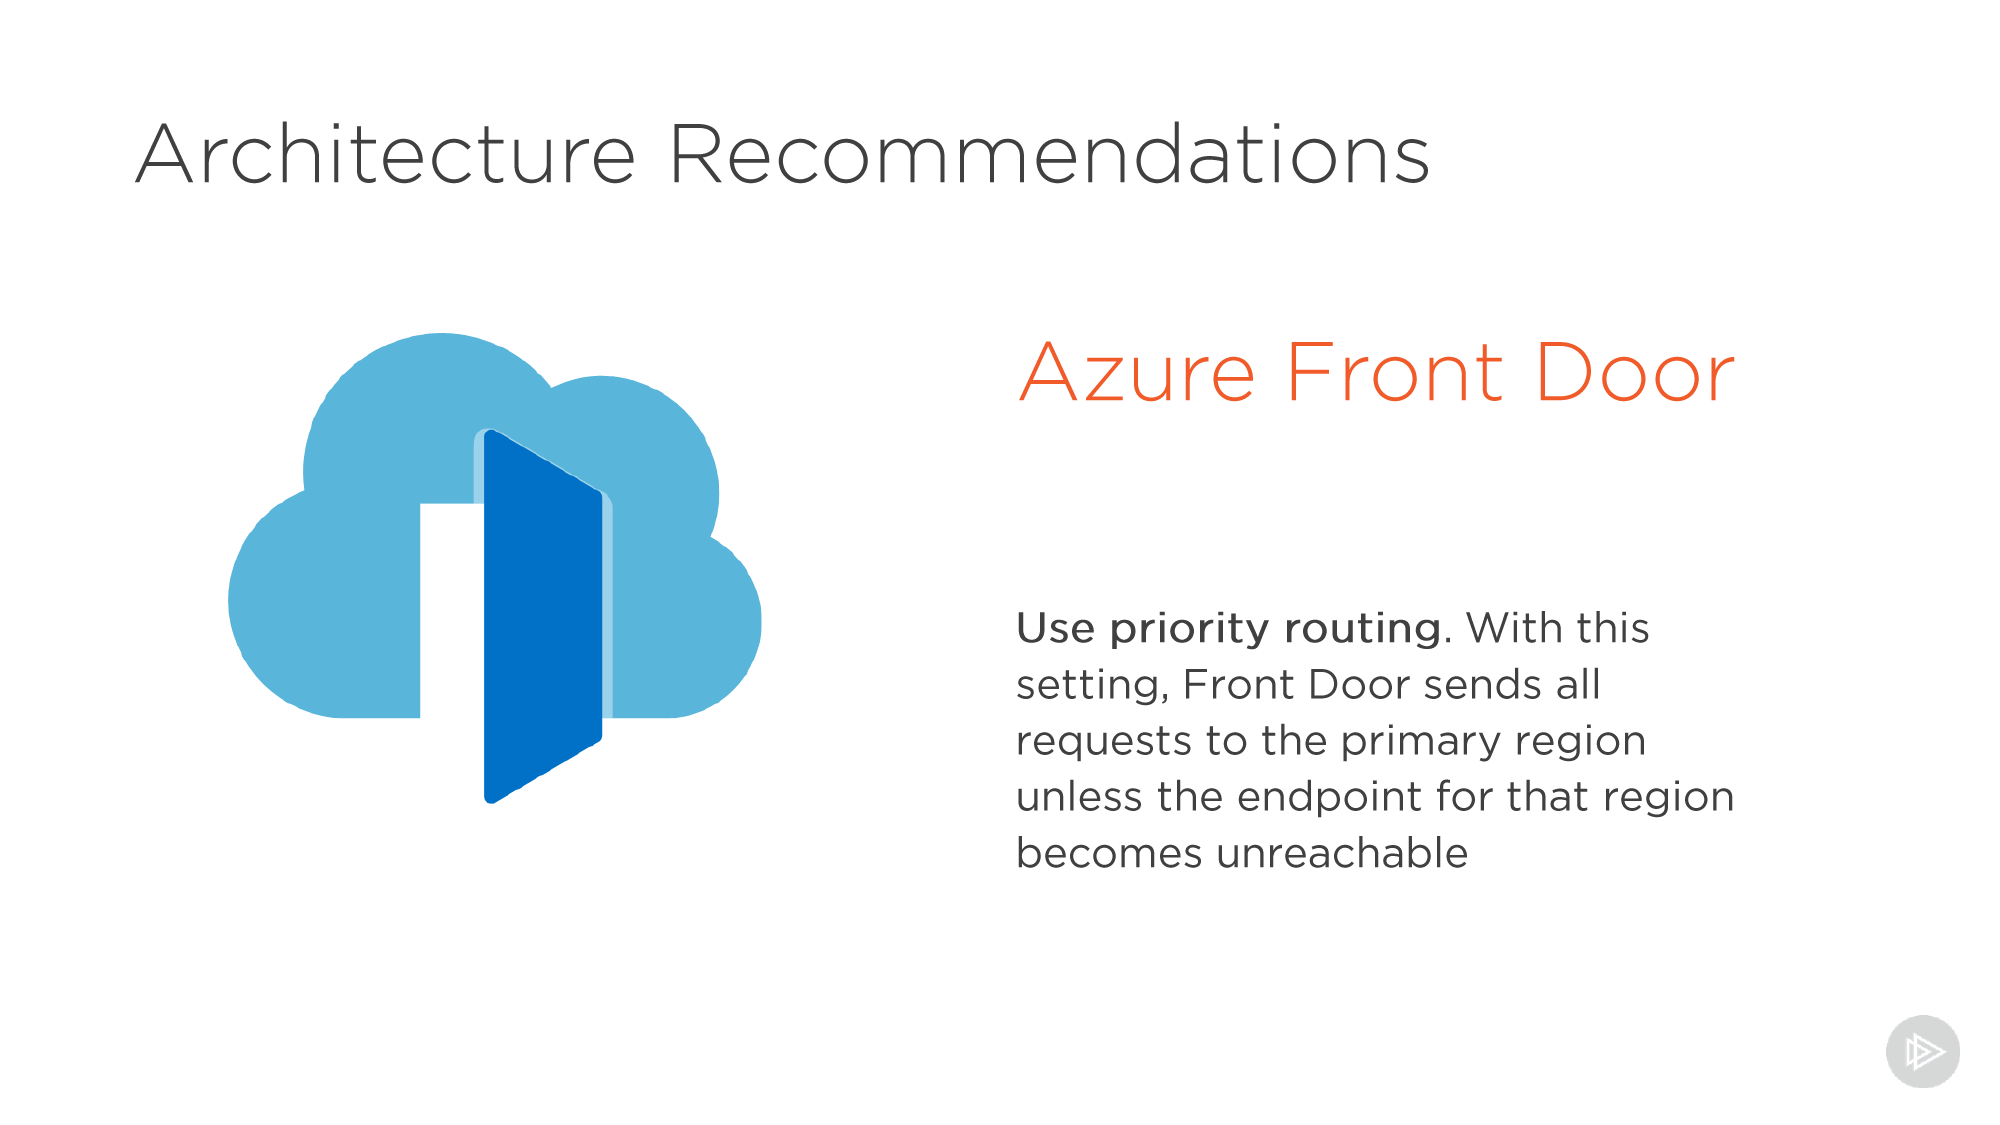 Architecture Recommendations
Azure Front Door
Use priority routing. With this
setting, Front Door sends all
requests to the primary region
unless the endpoint for that region
becomes unreachable